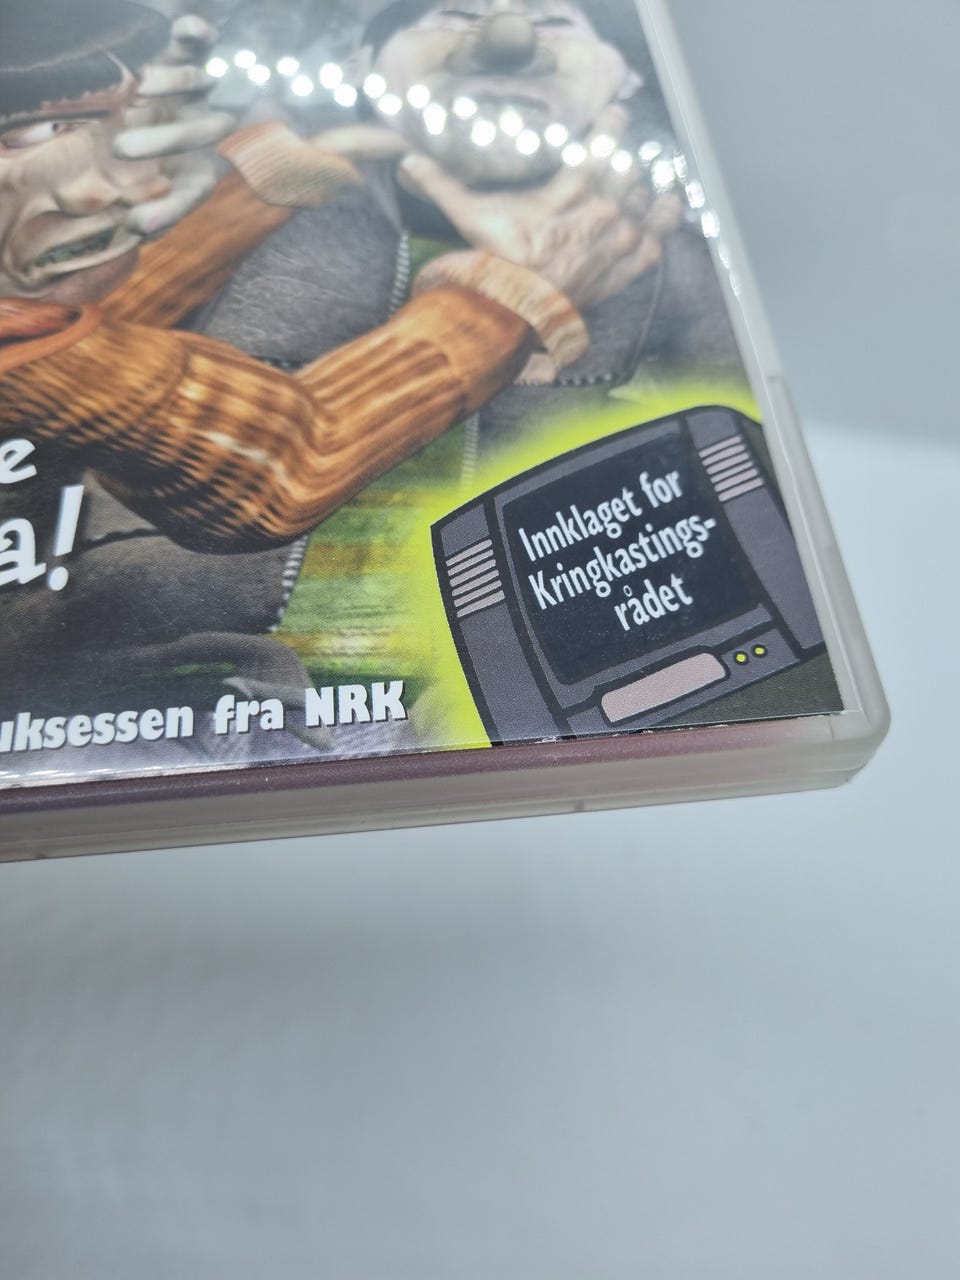 e
a!
Innklaget for
Kringkastings-
rådet
uksessen fra NRK